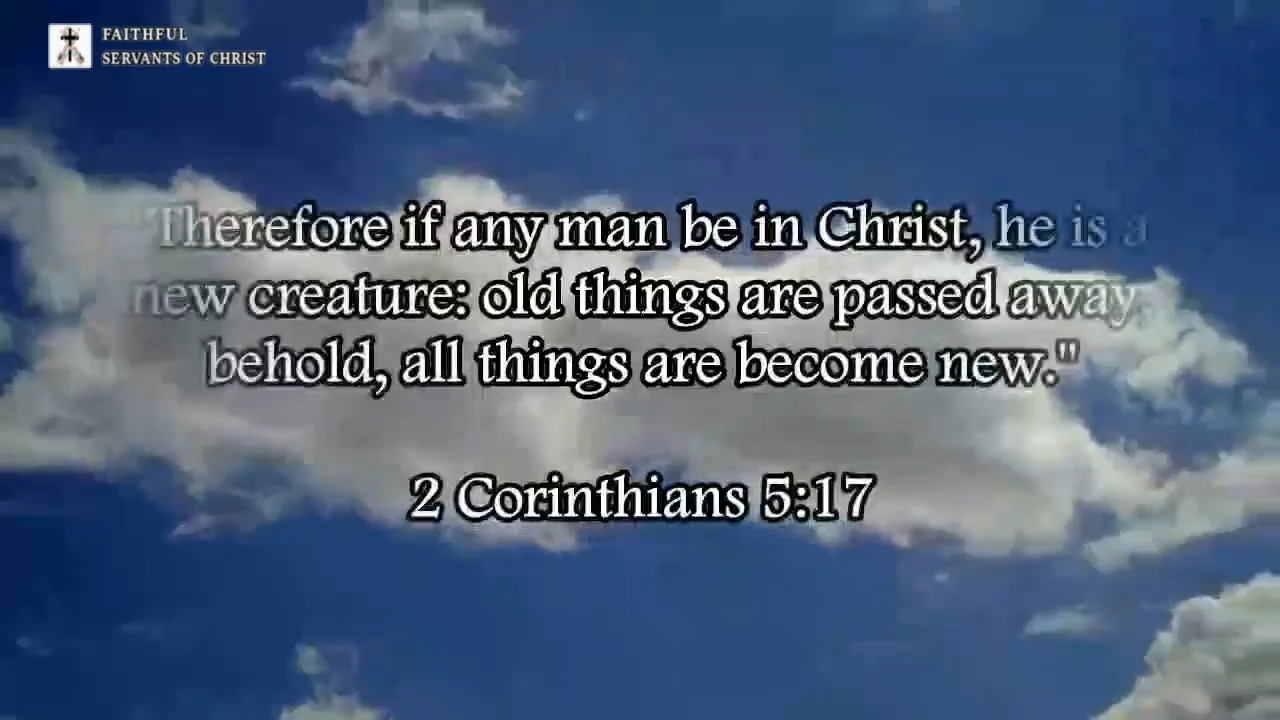 FAITHFUL
SERVANTS OF CHRIST
"Therefore if any man be in Christ, he is a
new creature: old things are passed away;
behold, all things are become new."
2 Corinthians 5:17